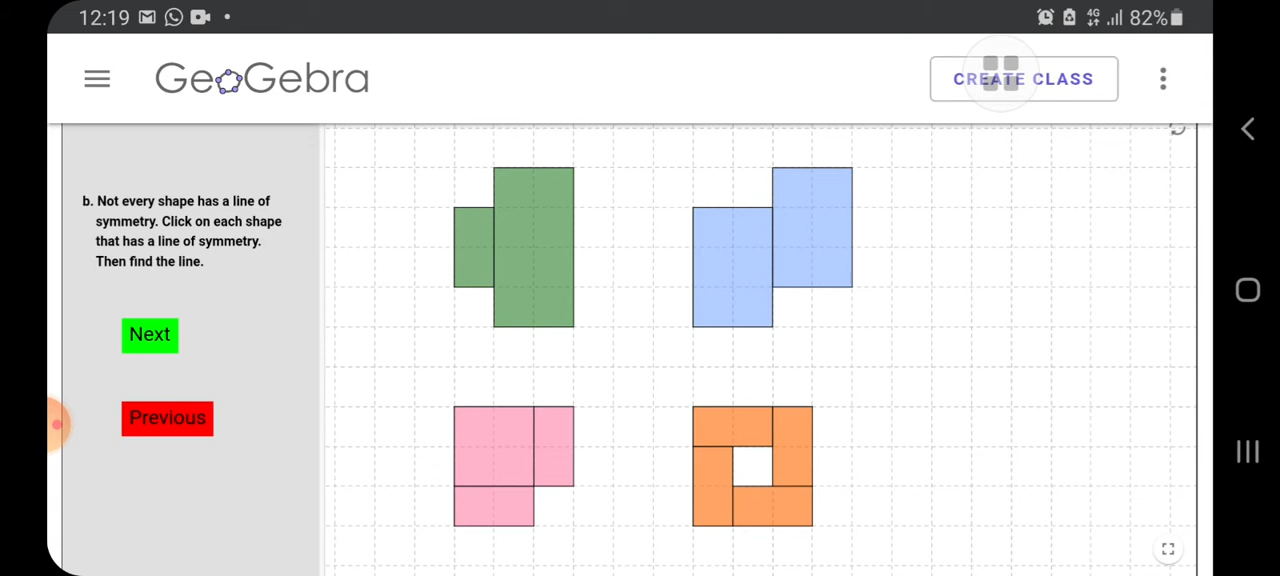 12:19
4G
82%
GeoGebra
CREATE CLASS
b. Not every shape has a line of
symmetry. Click on each shape
that has a line of symmetry.
Then find the line.
Next
Previous